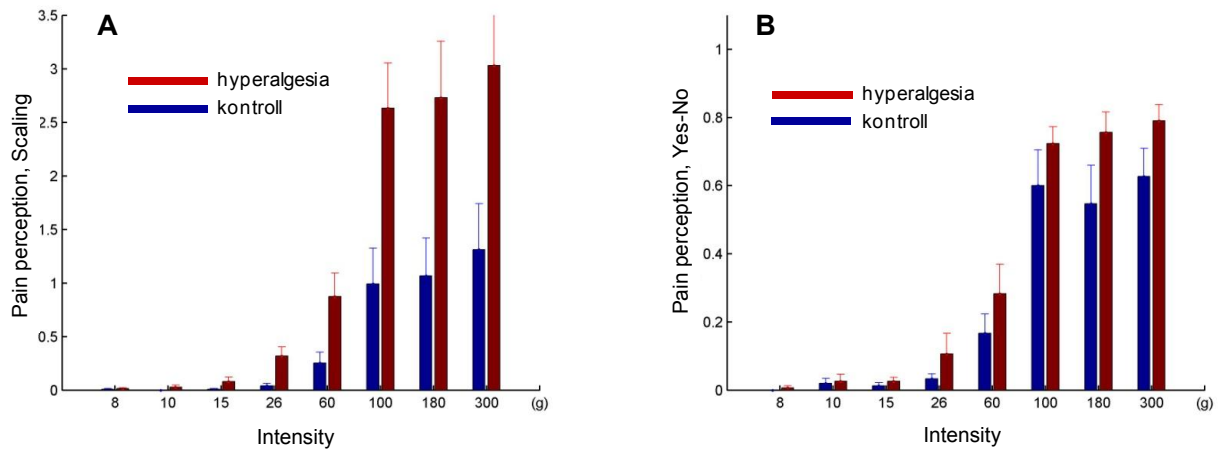 A
Pain perception, Scaling
3.5
3
2.5
2
1.5
1
0.5
0
hyperalgesia
kontroll
8 10 15 26 60 100 180 300 (g)
Intensity
B
Pain perception, Yes-No
1
0.8
0.6
0.4
0.2
0
hyperalgesia
kontroll
8 10 15 26 60 100 180 300 (g)
Intensity